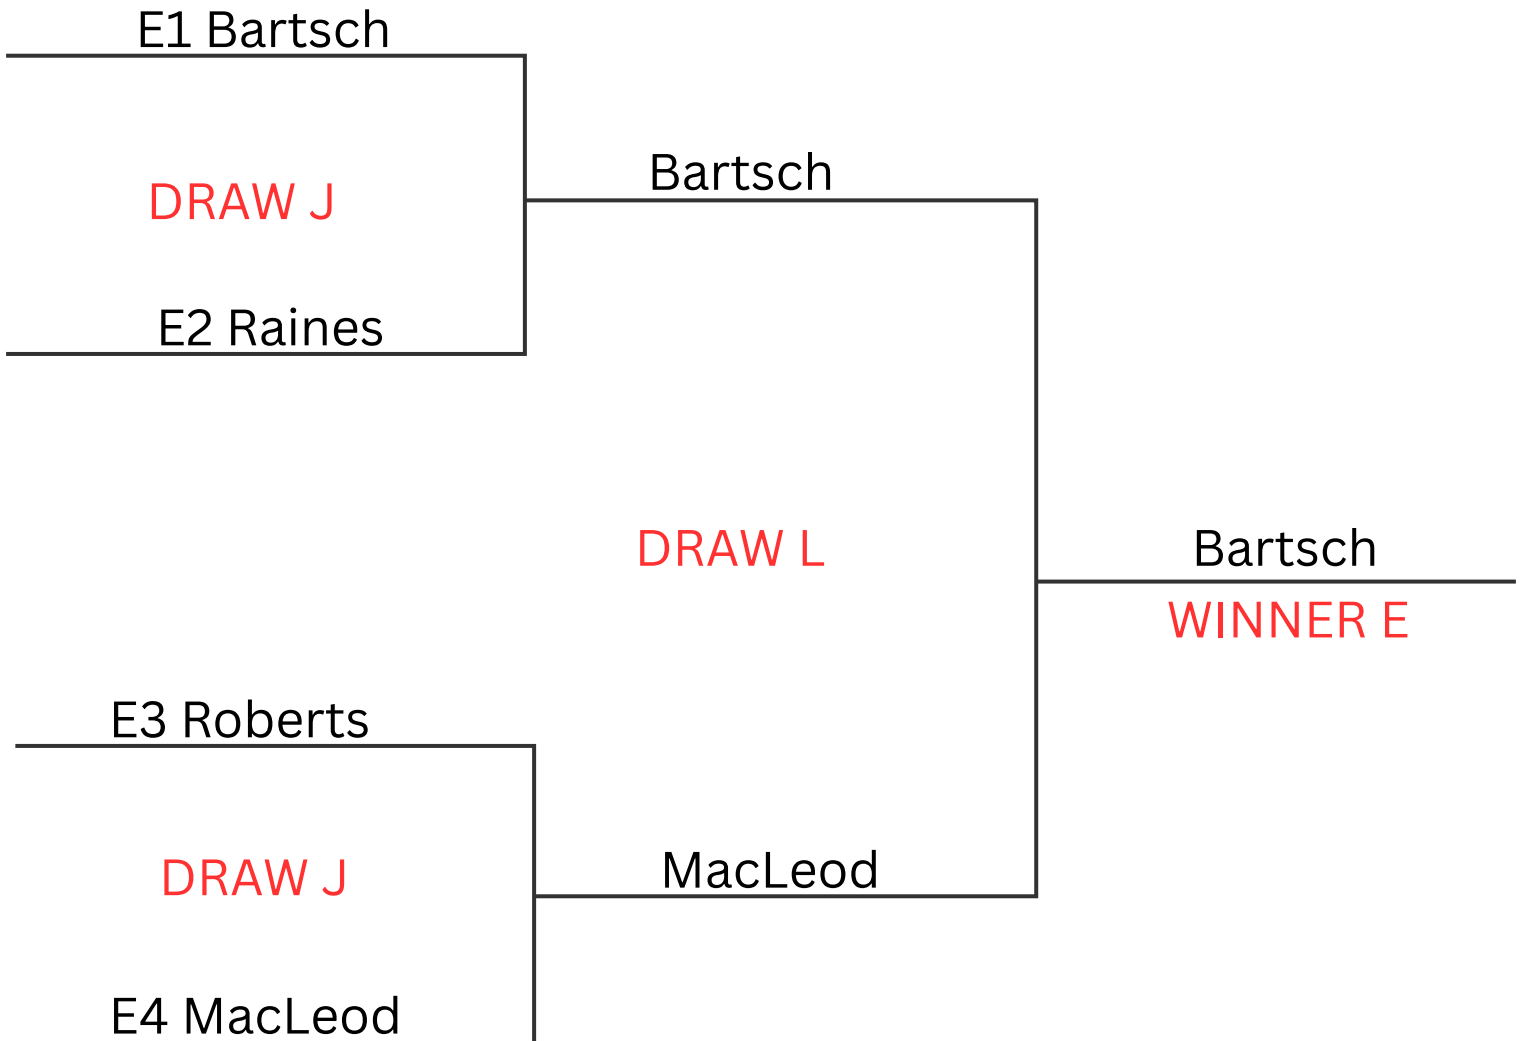 E1 Bartsch
DRAW J
Bartsch
E2 Raines
DRAW L
Bartsch
WINNER E
E3 Roberts
DRAW J
MacLeod
E4 MacLeod